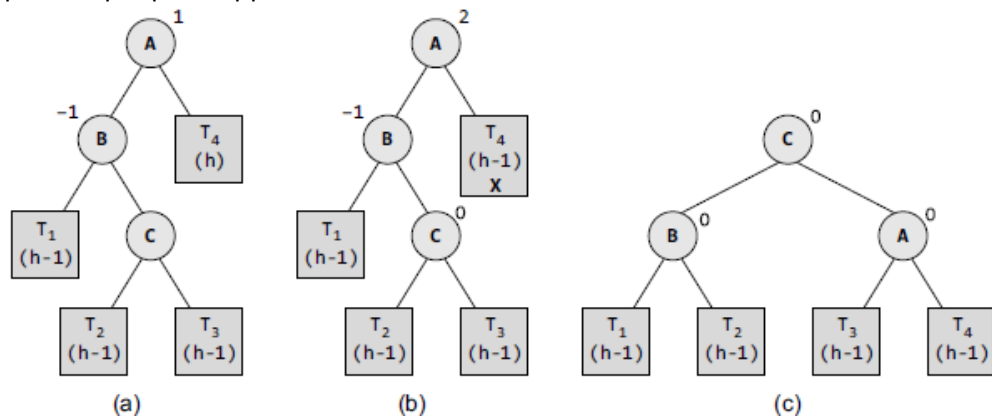 A 1
-1 B
T4
(h)
T1
(h-1)
C
T2
(h-1)
T3
(h-1)
(a)
A 2
-1 B
T4
(h-1)
X
T1
(h-1)
C 0
T2
(h-1)
T3
(h-1)
(b)
C 0
B 0
A 0
T1
(h-1)
T2
(h-1)
T3
(h-1)
T4
(h-1)
(c)